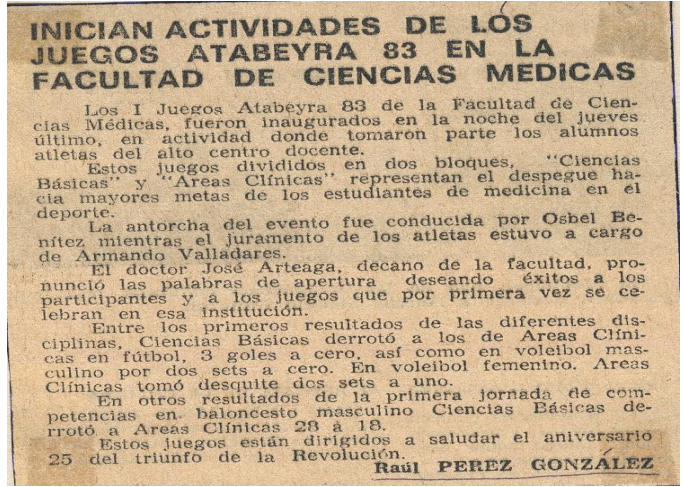 INICIAN ACTIVIDADES DE LOS
JUEGOS ATABEYRA 83 EN LA
FACULTAD DE CIENCIAS MEDICAS
Los I Juegos Atabeyra 83 de la Facultad de Cien-
cias Médicas, fueron inaugurados en la noche del jueves
último, en actividad donde tomaron parte los alumnos
atletas del alto centro docente.
Estos juegos divididos en dos bloques, "Ciencias
Básicas" y "Areas Clínicas" representan el despegue ha-
cia mayores metas de los estudiantes de medicina en el
deporte.
La antorcha del evento fue conducida por Osbel Be-
nítez mientras el juramento de los atletas estuvo a cargo
de Armando Valladares.
El doctor José Arteaga, decano de la facultad, pro-
nunció las palabras de apertura deseando éxitos a los
participantes y a los juegos que por primera vez se ce-
lebran en esa institución.
Entre los primeros resultados de las diferentes dis-
ciplinas, Ciencias Básicas derrotó a los de Areas Clíni-
cas en fútbol, 3 goles a cero, así como en voleibol mas-
culino por dos sets a cero. En voleibol femenino. Areas
Clínicas tomó desquite dos sets a uno.
En otros resultados de la primera jornada de com-
petencias en baloncesto masculino Ciencias Básicas de-
rrotó a Areas Clínicas 28 a 18.
Estos juegos están dirigidos a saludar el aniversario
25 del triunfo de la Revolución.
Raúl PEREZ GONZÁLEZ